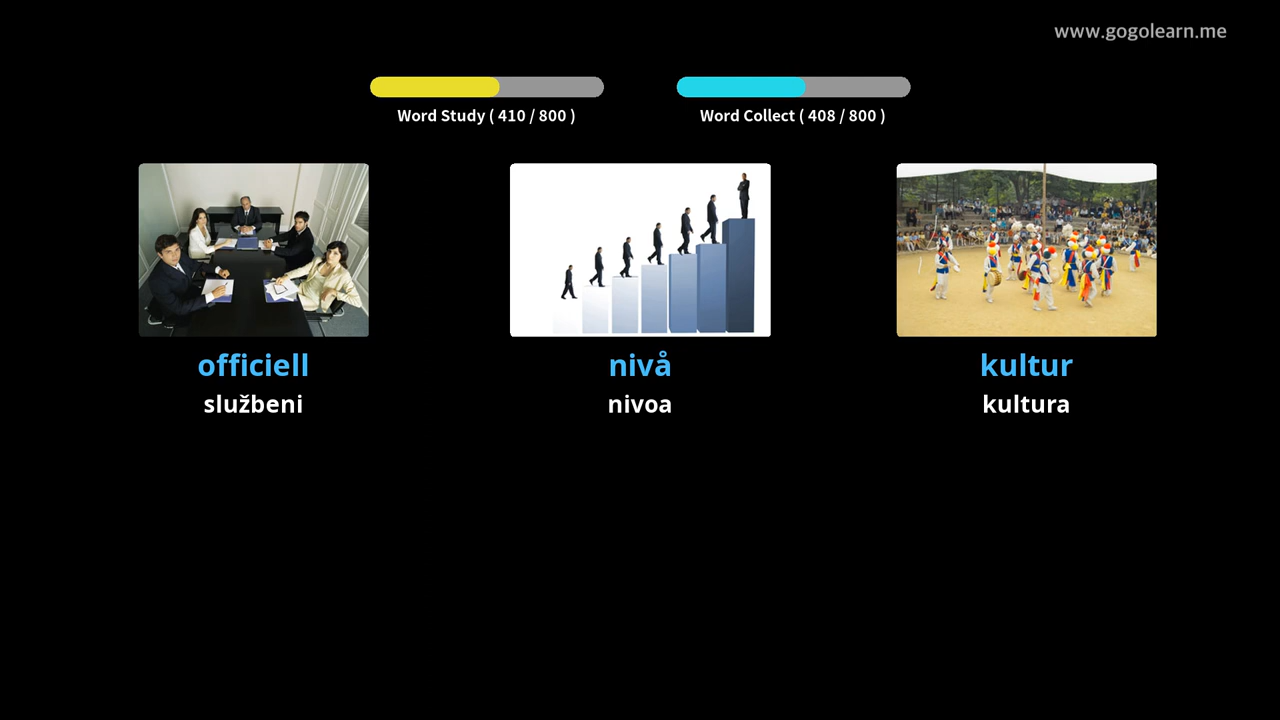 www.gogolearn.me
Word Study ( 410 / 800 )
Word Collect ( 408 / 800 )
officiell
službeni
nivå
nivoa
kultur
kultura